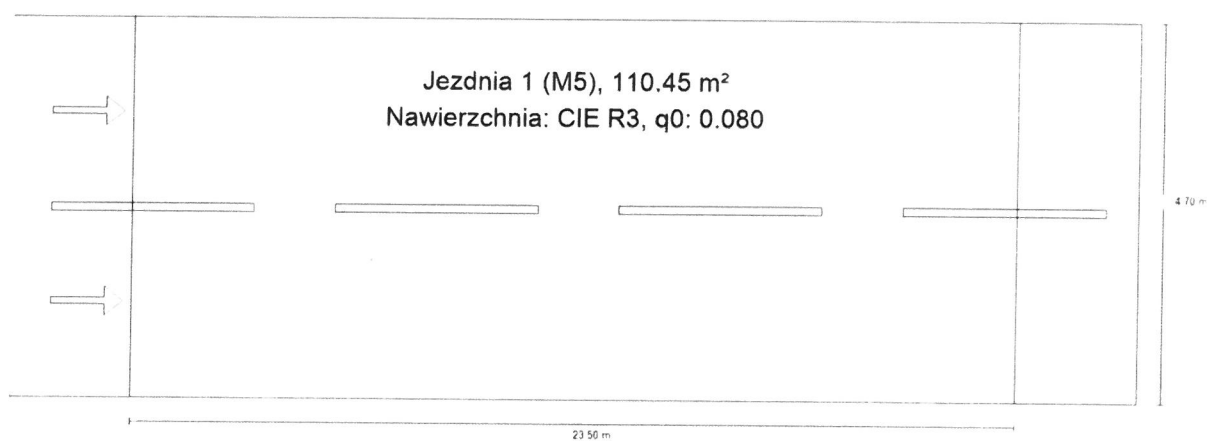 Jezdnia 1 (M5), 110.45 m²
Nawierzchnia: CIE R3, q0: 0.080
4.70 m
23.50 m